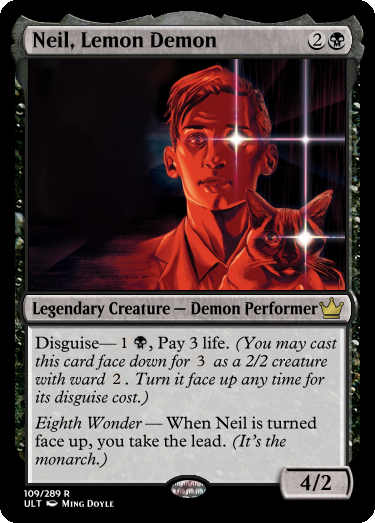 Neil, Lemon Demon 2
Legendary Creature — Demon Performer
Disguise— 1 , Pay 3 life. (You may cast
this card face down for 3 as a 2/2 creature
with ward 2 . Turn it face up any time for
its disguise cost.)
Eighth Wonder — When Neil is turned
face up, you take the lead. (It's the
monarch.)
4/2
109/289 R
ULT Ming Doyle